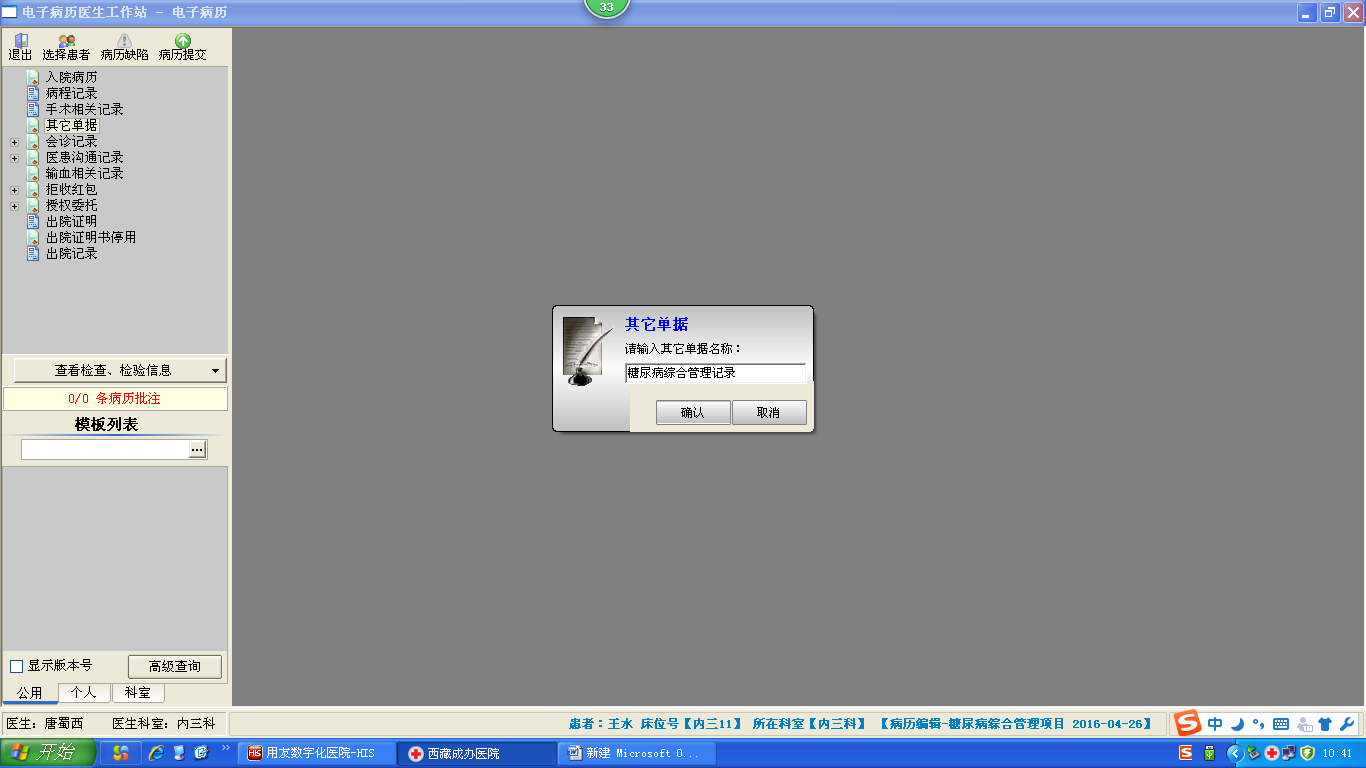 电子病历医生工作站 - 电子病历
33
退出 选择患者 病历缺陷 病历提交
入院病历
病程记录
手术相关记录
其它单据
会诊记录
医患沟通记录
输血相关记录
拒收红包
授权委托
出院证明
出院证明书停用
出院记录
查看检查、检验信息
0/0 条病历批注
模板列表
...
显示版本号 高级查询
公用 个人 科室
其它单据
请输入其它单据名称：
糖尿病综合管理记录
确认 取消
医生: 唐蜀西 医生科室: 内三科
患者：王水 床位号【内三11】 所在科室【内三科】 【病历编辑-糖尿病综合管理项目 2016-04-26】
S 中
开始 用友数字化医院-HIS 西藏成办医院 新建 Microsoft O... 10:41